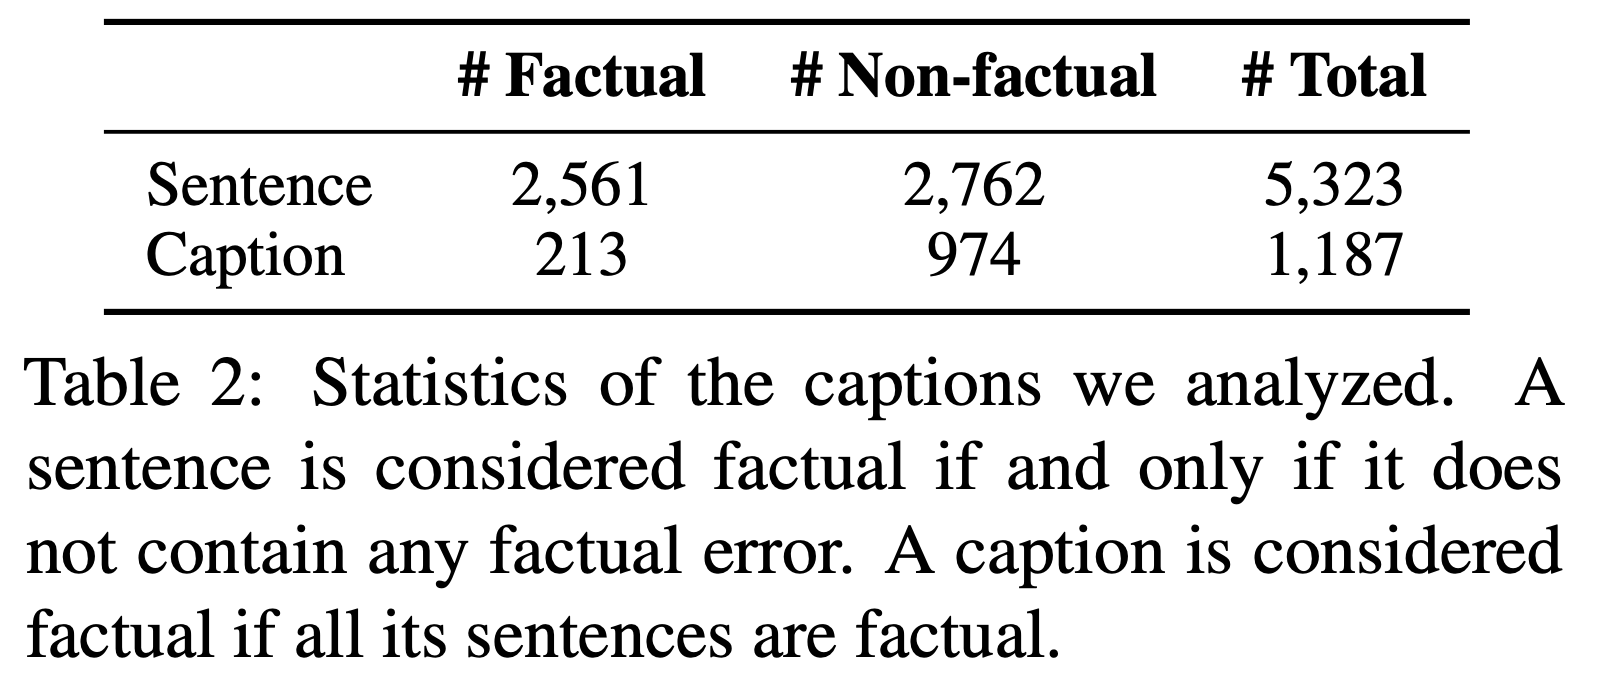 # Factual # Non-factual # Total
Sentence 2,561 2,762 5,323
Caption 213 974 1,187
Table 2: Statistics of the captions we analyzed. A
sentence is considered factual if and only if it does
not contain any factual error. A caption is considered
factual if all its sentences are factual.